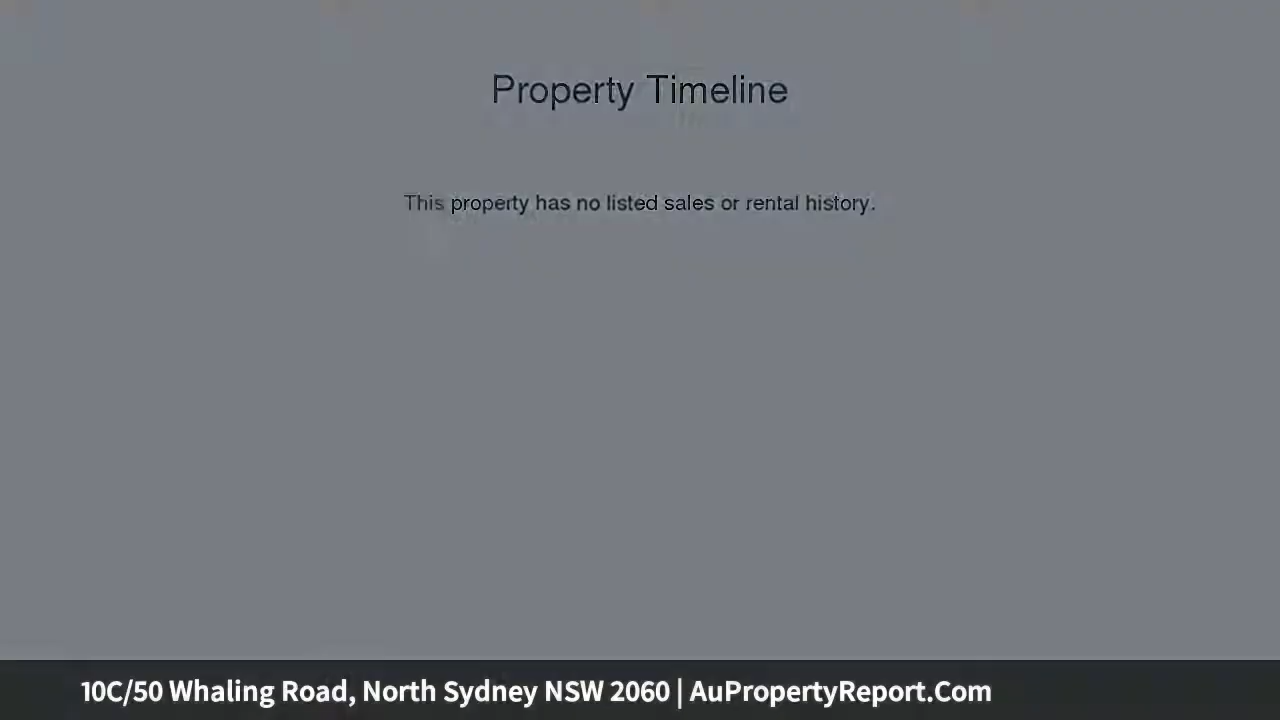 Property Timeline
This property has no listed sales or rental history.
10C/50 Whaling Road, North Sydney NSW 2060 | AuPropertyReport.Com